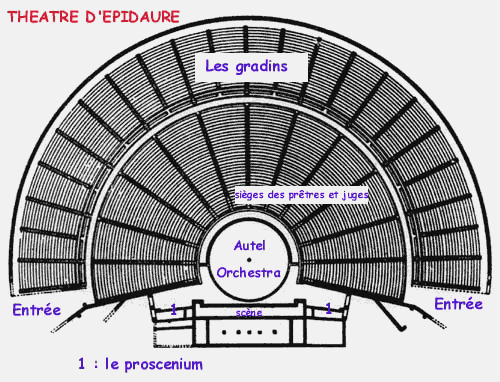 THEATRE D'EPIDAURE
Les gradins
sièges des prêtres et juges
Autel
Orchestra
Entrée
Entrée
1
scène
1
1 : le proscenium